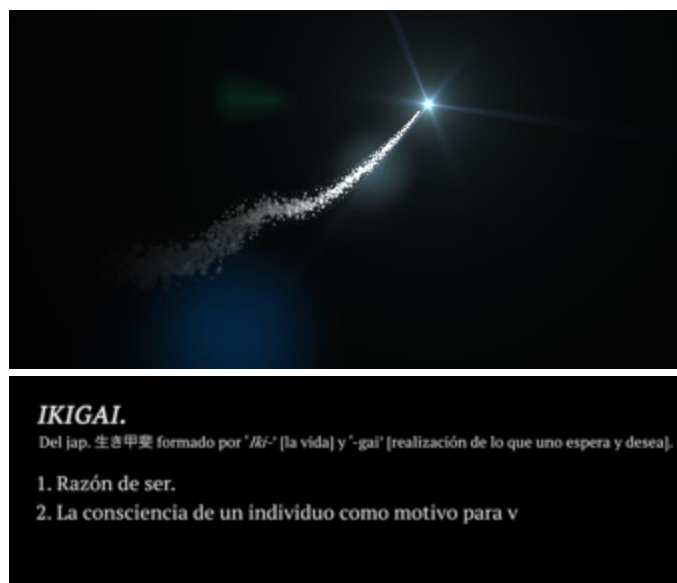 IKIGAI.
Del jap. 生き甲斐 formado por ‘Iki-’ [la vida] y ‘-gai’ [realización de lo que uno espera y desea].
1. Razón de ser.
2. La consciencia de un individuo como motivo para v